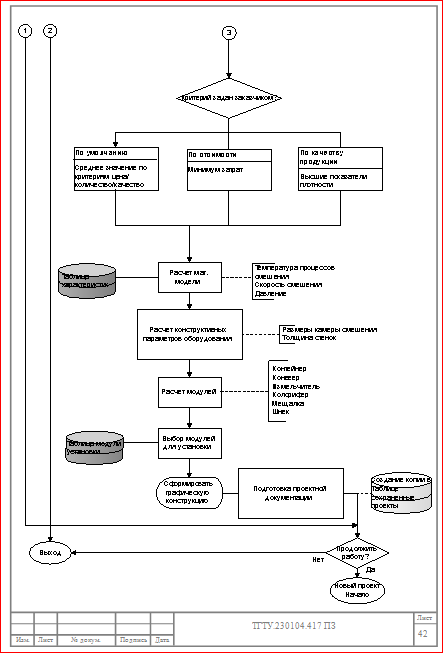 1
2
3
Критерий задан заказчиком?
По умолчанию
Среднее значение по
критериям цена/
количество/качество
По стоимости
Минимум затрат
По качеству
продукции
Высшие показатели
плотности
Таблица
характеристик
Расчет мат.
модели
Температура процессов
смешения
Скорость смешения
Давление
Расчет конструктивных
параметров оборудования
Размеры камеры смешения
Толщина стенок
Расчет модулей
Контейнер
Конвеер
Измельчитель
Колорифер
Мещалка
Шнек
Таблица модули
установки
Выбор модулей
для установки
Сформировать
графическую
конструкцию
Подготовка проектной
документации
Создание копии в
таблице
сохраненные
проекты
Выход
Продолжить
работу?
Нет
Да
Новый проект
Начало
ТГТУ.230104.417 ПЗ
Лист
42
Изм.
Лист
№ докум.
Подпись
Дата